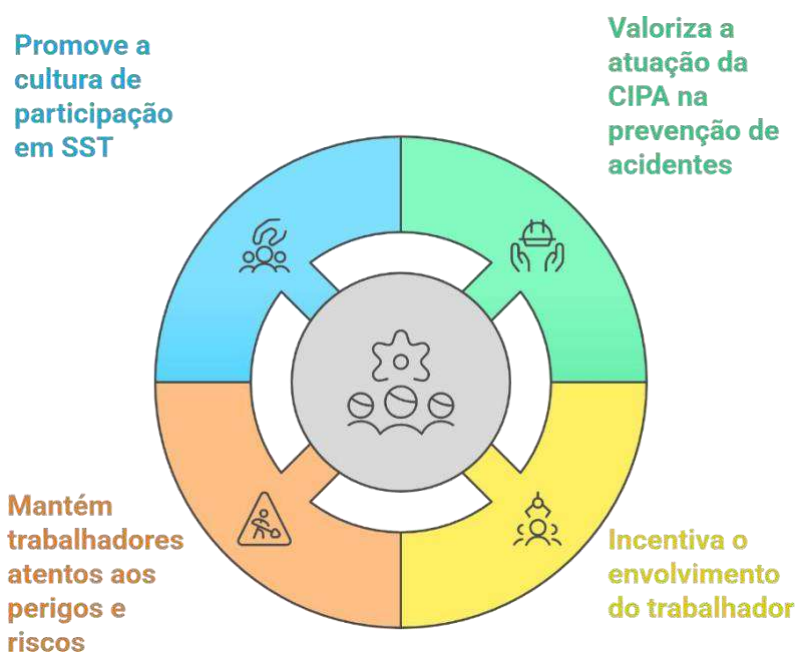 Promove a
cultura de
participação
em SST
Valoriza a
atuação da
CIPA na
prevenção de
acidentes
Mantém
trabalhadores
atentos aos
perigos e
riscos
Incentiva o
envolvimento
do trabalhador